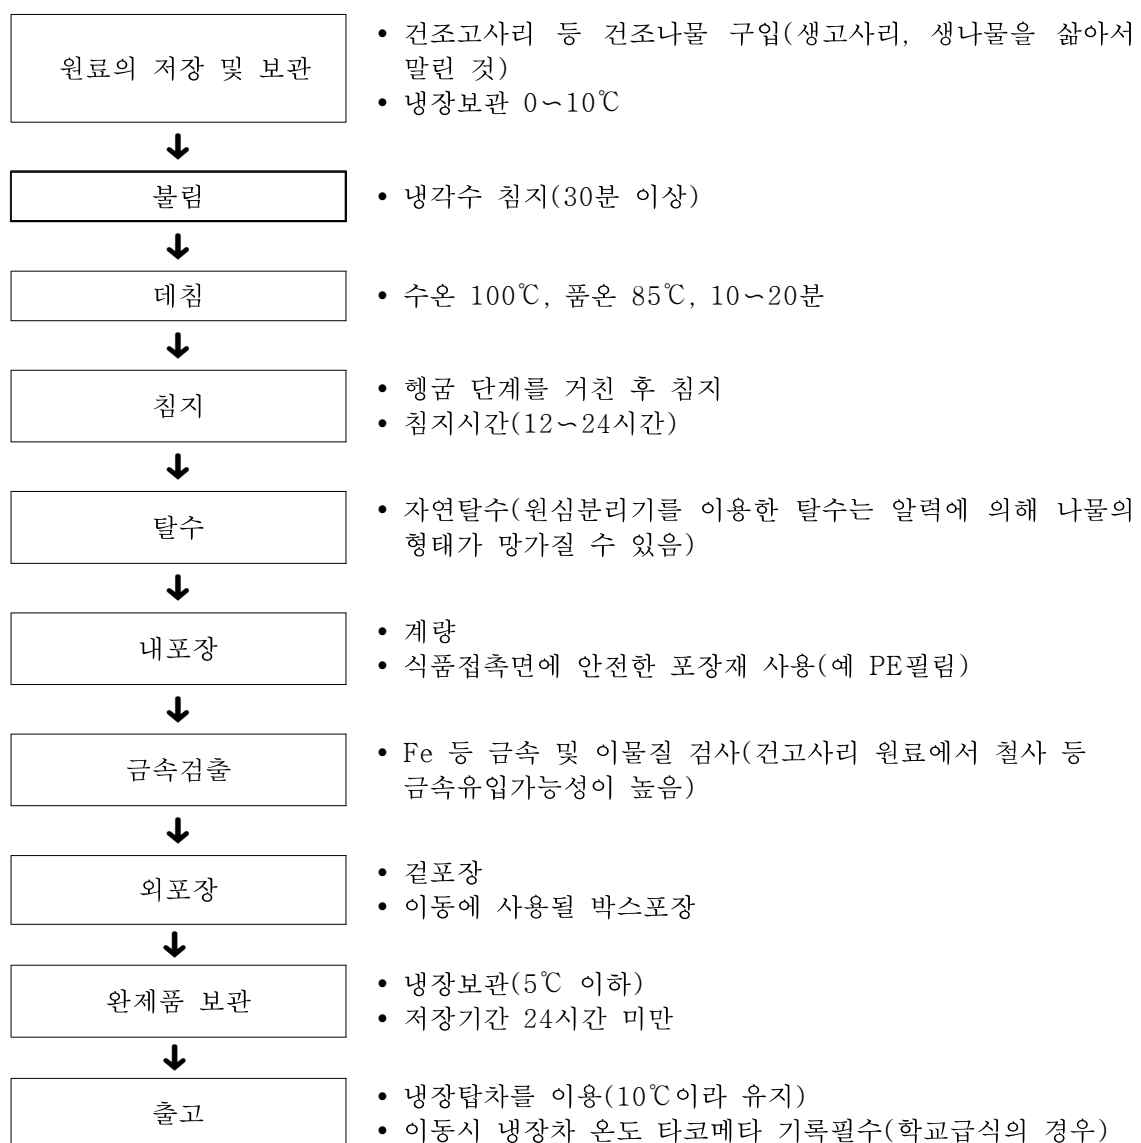 원료의 저장 및 보관
• 건조고사리 등 건조나물 구입(생고사리, 생나물을 삶아서
말린 것)
• 냉장보관 0∽10℃
불림
• 냉각수 침지(30분 이상)
데침
• 수온 100℃, 품온 85℃, 10∽20분
침지
• 헹굼 단계를 거친 후 침지
• 침지시간(12∽24시간)
탈수
• 자연탈수(원심분리기를 이용한 탈수는 알력에 의해 나물의
형태가 망가질 수 있음)
내포장
• 계량
• 식품접촉면에 안전한 포장재 사용(예 PE필림)
금속검출
• Fe 등 금속 및 이물질 검사(건고사리 원료에서 철사 등
금속유입가능성이 높음)
외포장
• 겉포장
• 이동에 사용될 박스포장
완제품 보관
• 냉장보관(5℃ 이하)
• 저장기간 24시간 미만
출고
• 냉장탑차를 이용(10℃이라 유지)
• 이동시 냉장차 온도 타코메타 기록필수(학교급식의 경우)